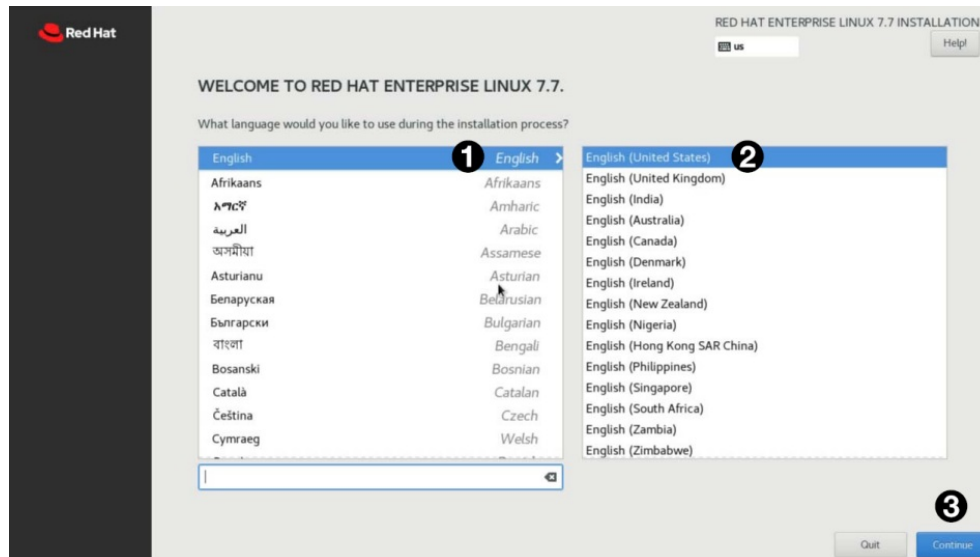 Red Hat
RED HAT ENTERPRISE LINUX 7.7 INSTALLATION
us
Help!
WELCOME TO RED HAT ENTERPRISE LINUX 7.7.
What language would you like to use during the installation process?
English English
Afrikaans Afrikaans
አማርኛ Amharic
العربية Arabic
অসমীয়া Assamese
Asturianu Asturian
Беларуская Belarusian
Български Bulgarian
বাংলা Bengali
Bosanski Bosnian
Català Catalan
Čeština Czech
Cymraeg Welsh
1
English (United States)
2
English (United Kingdom)
English (India)
English (Australia)
English (Canada)
English (Denmark)
English (Ireland)
English (New Zealand)
English (Nigeria)
English (Hong Kong SAR China)
English (Philippines)
English (Singapore)
English (South Africa)
English (Zambia)
English (Zimbabwe)
3
Quit
Continue